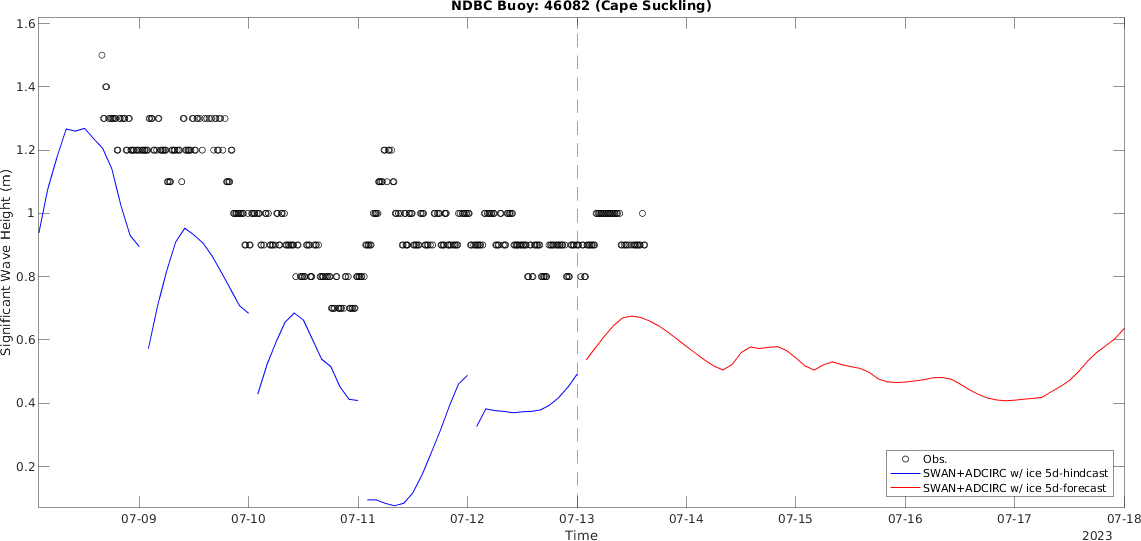 NDBC Buoy: 46082 (Cape Suckling)
1.6
1.4
1.2
1
0.8
0.6
0.4
0.2
Significant Wave Height (m)
Obs.
SWAN+ADCIRC w/ ice 5d-hindcast
SWAN+ADCIRC w/ ice 5d-forecast
07-09 07-10 07-11 07-12 07-13 07-14 07-15 07-16 07-17 07-18
Time
2023